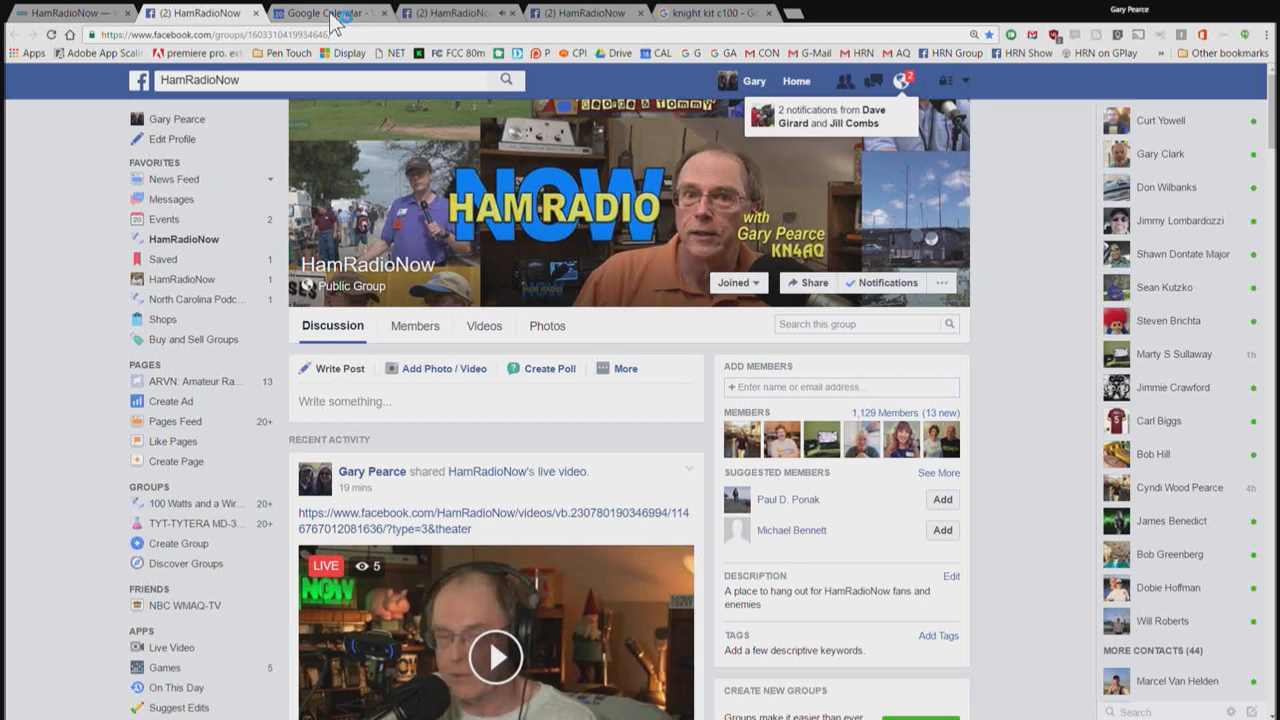 Gary Pearce
HamRadioNow —
(2) HamRadioNow
Google Calendar -
(2) HamRadioNo
(2) HamRadioNow
knight kit c100 - Go
https://www.facebook.com/groups/1603310419934646/
Apps
Adobe App Scali
premiere pro. ex
Pen Touch
Display
NET
FCC 80m
P
CPI
Drive
CAL
G G
G GA
M CON
M G-Mail
M HRN
M AQ
HRN Group
HRN Show
HRN on GPlay
»
Other bookmarks
HamRadioNow
Gary
Home
2
2 notifications from Dave
Girard and Jill Combs
Gary Pearce
Edit Profile
FAVORITES
News Feed
Messages
Events 2
HamRadioNow
Saved 1
HamRadioNow 1
North Carolina Podc... 1
Shops
Buy and Sell Groups
PAGES
ARVN: Amateur Ra... 13
Create Ad
Pages Feed 20+
Like Pages
Create Page
GROUPS
100 Watts and a Wir... 20+
TYT-TYTERA MD-3... 20+
Create Group
Discover Groups
FRIENDS
NBC WMAQ-TV
APPS
Live Video
Games 5
On This Day
Suggest Edits
George & Tommy
NOW
HAM RADIO
with
Gary Pearce
KN4AQ
HamRadioNow
Public Group
Joined
Share
Notifications
...
Discussion
Members
Videos
Photos
Search this group
Write Post
Add Photo / Video
Create Poll
More
Write something...
RECENT ACTIVITY
Gary Pearce shared HamRadioNow's live video.
19 mins
https://www.facebook.com/HamRadioNow/videos/vb.230780190346994/114
6767012081636/?type=3&theater
LIVE 5
NOW
ADD MEMBERS
+ Enter name or email address...
MEMBERS
1,129 Members (13 new)
SUGGESTED MEMBERS
See More
Paul D. Ponak
Add
Michael Bennett
Add
DESCRIPTION
Edit
A place to hang out for HamRadioNow fans and
enemies
TAGS
Add Tags
Add a few descriptive keywords.
CREATE NEW GROUPS
Groups make it easier than ever
Curt Yowell
Gary Clark
Don Wilbanks
Jimmy Lombardozzi
Shawn Dontate Major
Sean Kutzko
Steven Brichta
Marty S Sullaway 1h
Jimmie Crawford
Carl Biggs
Bob Hill
Cyndi Wood Pearce 4h
James Benedict
Bob Greenberg
Dobie Hoffman
Will Roberts
MORE CONTACTS (44)
Marcel Van Helden
Search